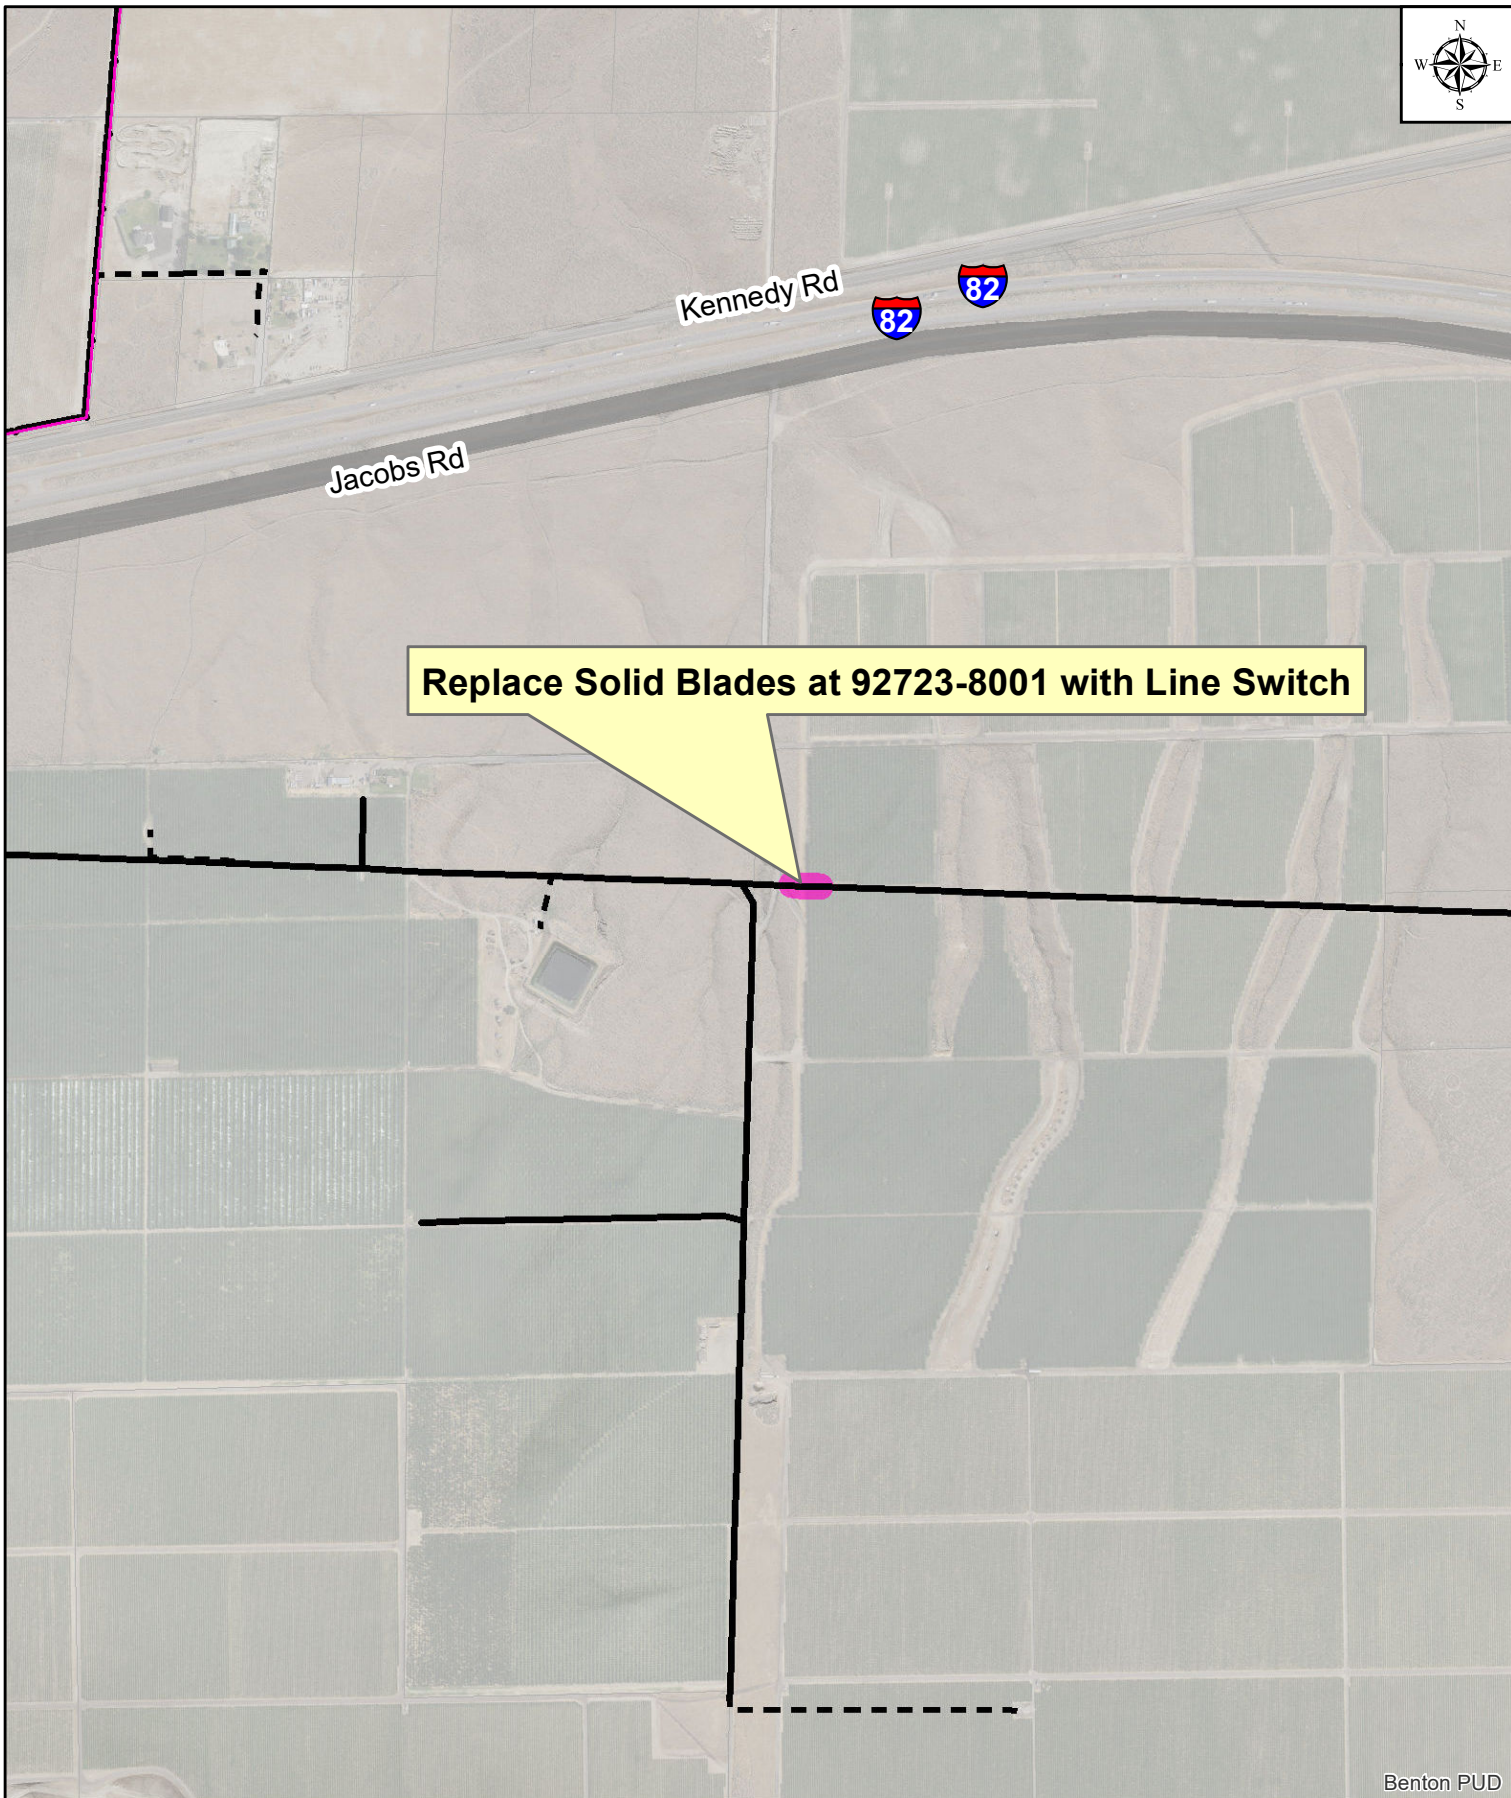 N
W E
S
Kennedy Rd
82
82
Jacobs Rd
Replace Solid Blades at 92723-8001 with Line Switch
Benton PUD